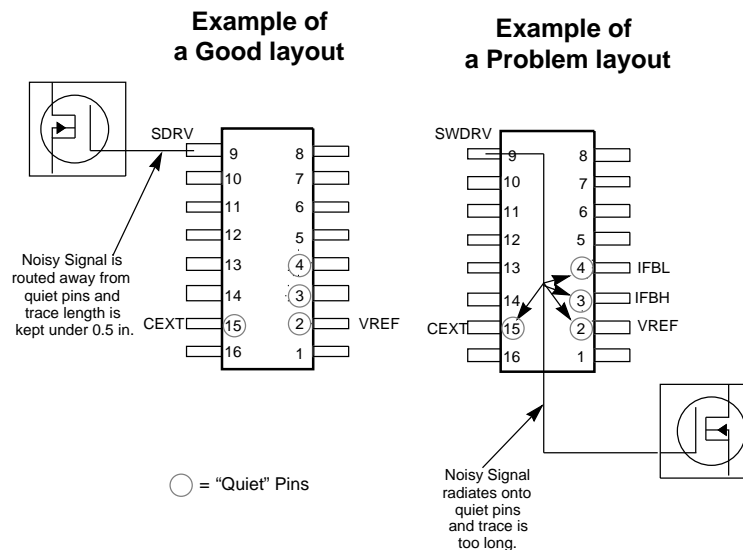 Example of
a Good layout
SDRV
9 8
10 7
11 6
12 5
13 4
14 3
CEXT 15 2 VREF
16 1
Noisy Signal is
routed away from
quiet pins and
trace length is
kept under 0.5 in.
= “Quiet” Pins
Example of
a Problem layout
SWDRV
9 8
10 7
11 6
12 5
13 4 IFBL
14 3 IFBH
CEXT 15 2 VREF
16 1
Noisy Signal
radiates onto
quiet pins
and trace is
too long.